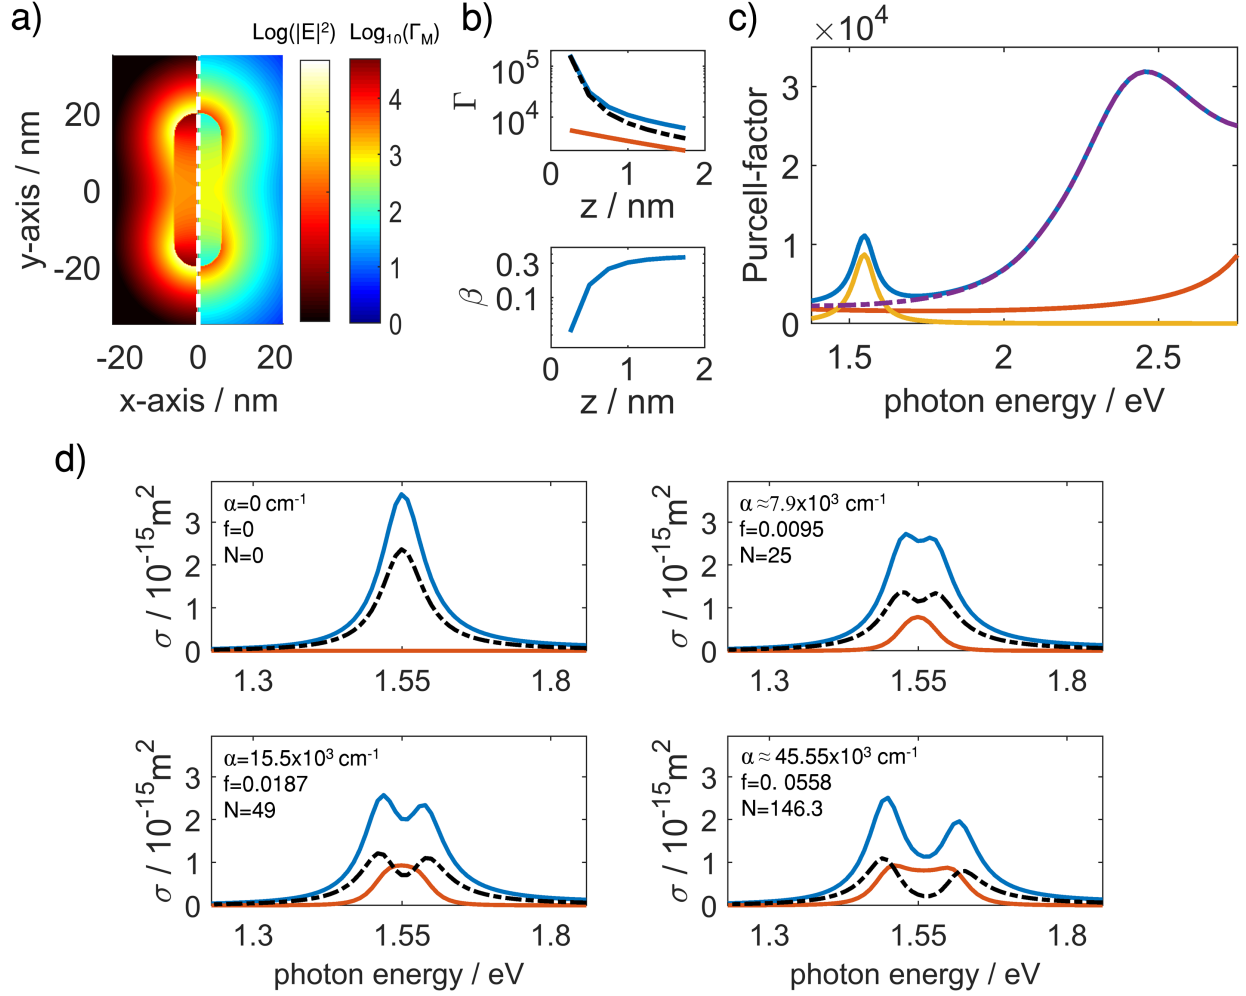 a)
Log(|E|²) Log₁₀(Γ_M)
20
0
-20
y-axis / nm
-20 0 20
x-axis / nm
4
3
2
1
0
b)
10⁵
10⁴
Γ
0 1 2
z / nm
0.3
0.1
β
0 1 2
z / nm
c)
×10⁴
3
2
1
0
Purcell-factor
1.5 2 2.5
photon energy / eV
d)
α=0 cm⁻¹
f=0
N=0
3
2
1
0
σ / 10⁻¹⁵m²
1.3 1.55 1.8
α≈7.9x10³ cm⁻¹
f=0.0095
N=25
3
2
1
0
σ / 10⁻¹⁵m²
1.3 1.55 1.8
α=15.5x10³ cm⁻¹
f=0.0187
N=49
3
2
1
0
σ / 10⁻¹⁵m²
1.3 1.55 1.8
photon energy / eV
α≈45.55x10³ cm⁻¹
f=0. 0558
N=146.3
3
2
1
0
σ / 10⁻¹⁵m²
1.3 1.55 1.8
photon energy / eV